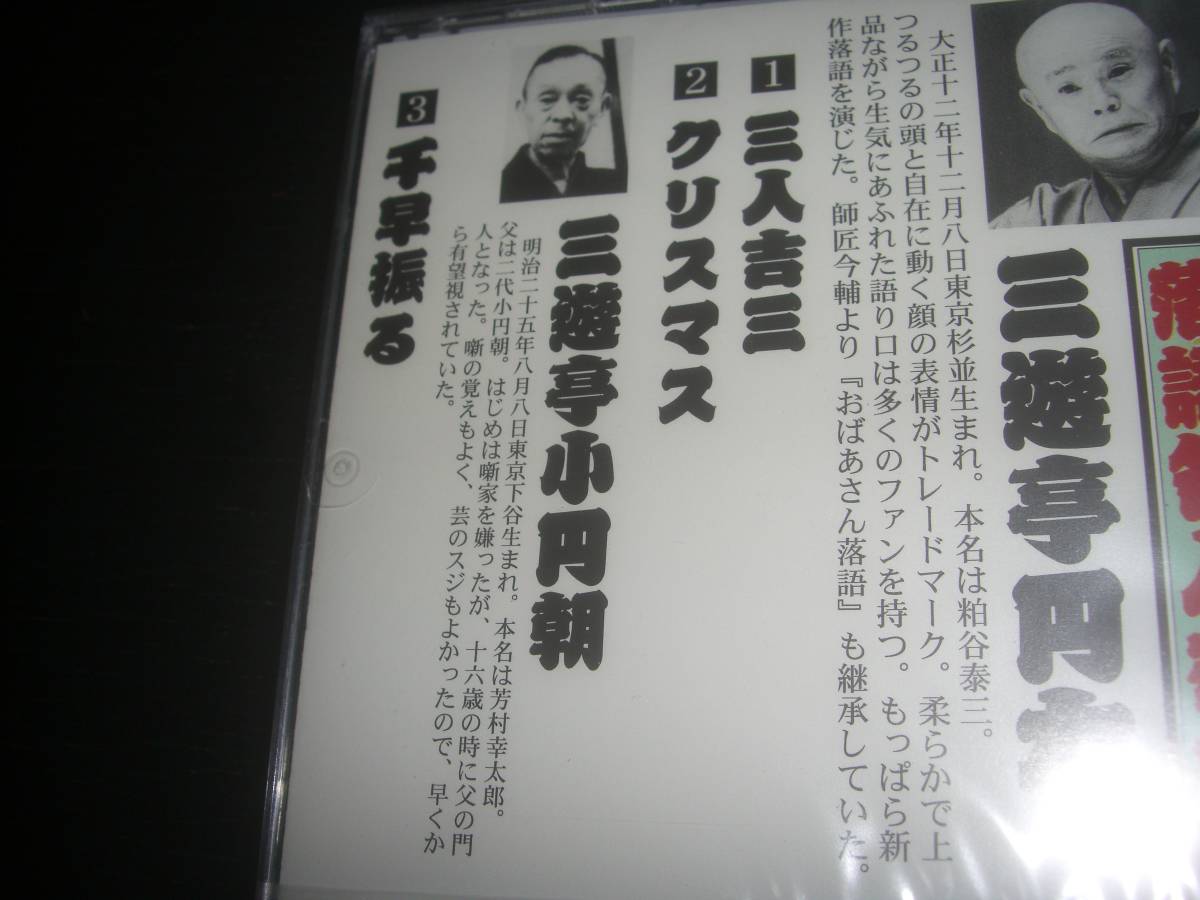 三遊亭円
大正十二年十二月八日東京杉並生まれ。本名は粕谷泰三。
つるつるの頭と自在に動く顔の表情がトレードマーク。柔らかで上
品ながら生気にあふれた語り口は多くのファンを持つ。もっぱら新
作落語を演じた。師匠今輔より『おばあさん落語』も継承していた。
1 三人吉三
2 クリスマス
三遊亭小円朝
明治二十五年八月八日東京下谷生まれ。本名は芳村幸太郎。
父は二代小円朝。はじめは噺家を嫌ったが、十六歳の時に父の門
人となった。噺の覚えもよく、芸のスジもよかったので、早くか
ら有望視されていた。
3 千早振る